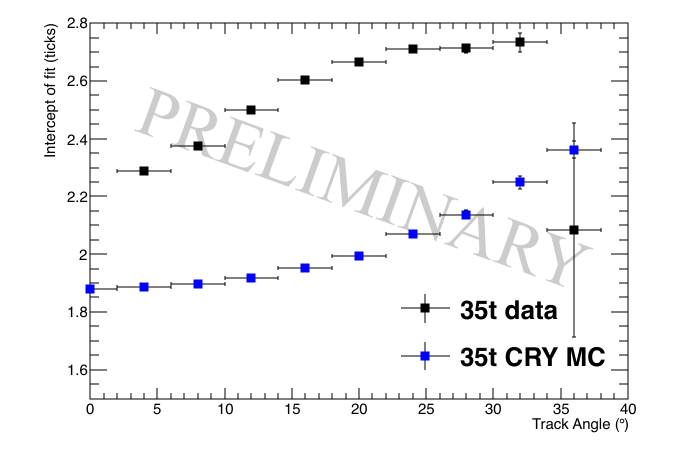 Intercept of fit (ticks)
2.8
2.6
2.4
2.2
2
1.8
1.6
PRELIMINARY
35t data
35t CRY MC
0 5 10 15 20 25 30 35 40
Track Angle (º)